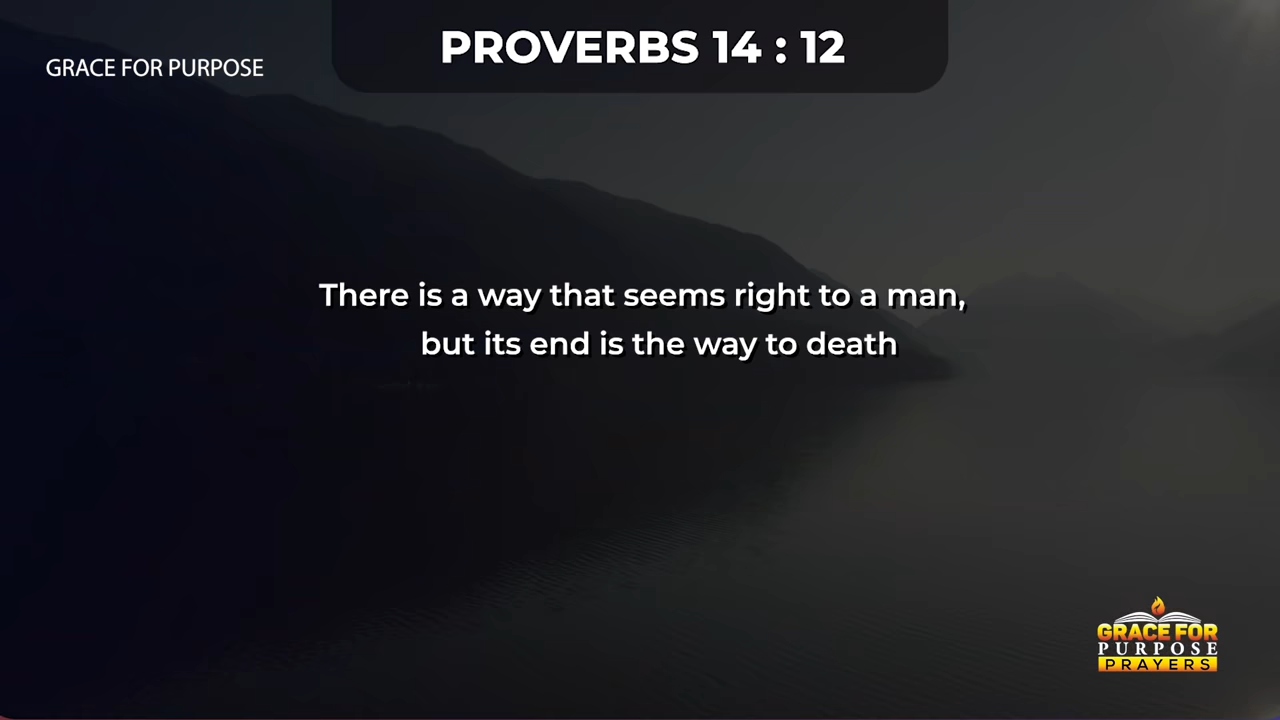 PROVERBS 14 : 12
GRACE FOR PURPOSE
There is a way that seems right to a man,
but its end is the way to death
GRACE FOR
PURPOSE
PRAYERS